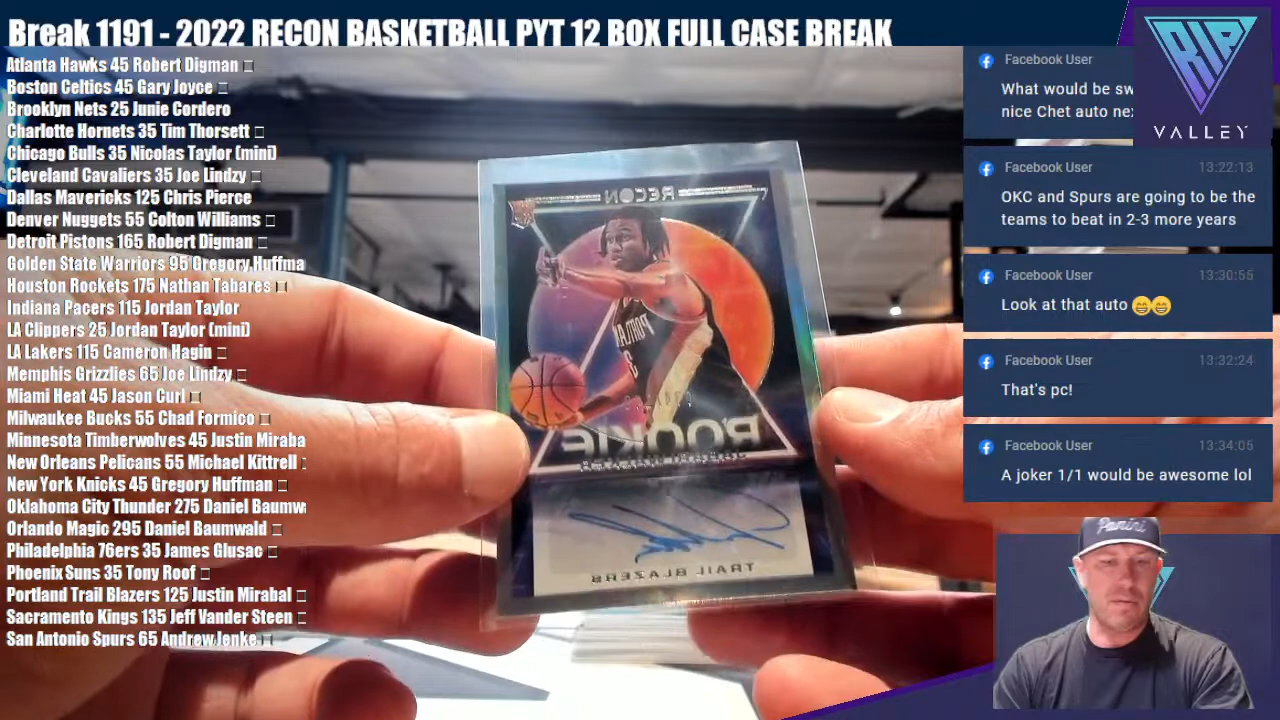 Break 1191 - 2022 RECON BASKETBALL PYT 12 BOX FULL CASE BREAK
Atlanta Hawks 45 Robert Digman
Boston Celtics 45 Gary Joyce
Brooklyn Nets 25 Junie Cordero
Charlotte Hornets 35 Tim Thorsett
Chicago Bulls 35 Nicolas Taylor (mini)
Cleveland Cavaliers 35 Joe Lindzy
Dallas Mavericks 125 Chris Pierce
Denver Nuggets 55 Colton Williams
Detroit Pistons 165 Robert Digman
Golden State Warriors 95 Gregory Huffma
Houston Rockets 175 Nathan Tabares
Indiana Pacers 115 Jordan Taylor
LA Clippers 25 Jordan Taylor (mini)
LA Lakers 115 Cameron Hagin
Memphis Grizzlies 65 Joe Lindzy
Miami Heat 45 Jason Curl
Milwaukee Bucks 55 Chad Formico
Minnesota Timberwolves 45 Justin Miraba
New Orleans Pelicans 55 Michael Kittrell
New York Knicks 45 Gregory Huffman
Oklahoma City Thunder 275 Daniel Baumw
Orlando Magic 295 Daniel Baumwald
Philadelphia 76ers 35 James Glusac
Phoenix Suns 35 Tony Roof
Portland Trail Blazers 125 Justin Mirabal
Sacramento Kings 135 Jeff Vander Steen
San Antonio Spurs 65 Andrew Jenke
RECON
PORTLAN
ROOKIE
TRAIL BLAZERS
Facebook User
What would be sw
nice Chet auto nex
RIP
VALLEY
Facebook User 13:22:13
OKC and Spurs are going to be the
teams to beat in 2-3 more years
Facebook User 13:30:55
Look at that auto 😁😁
Facebook User 13:32:24
That's pc!
Facebook User 13:34:05
A joker 1/1 would be awesome lol
Panini